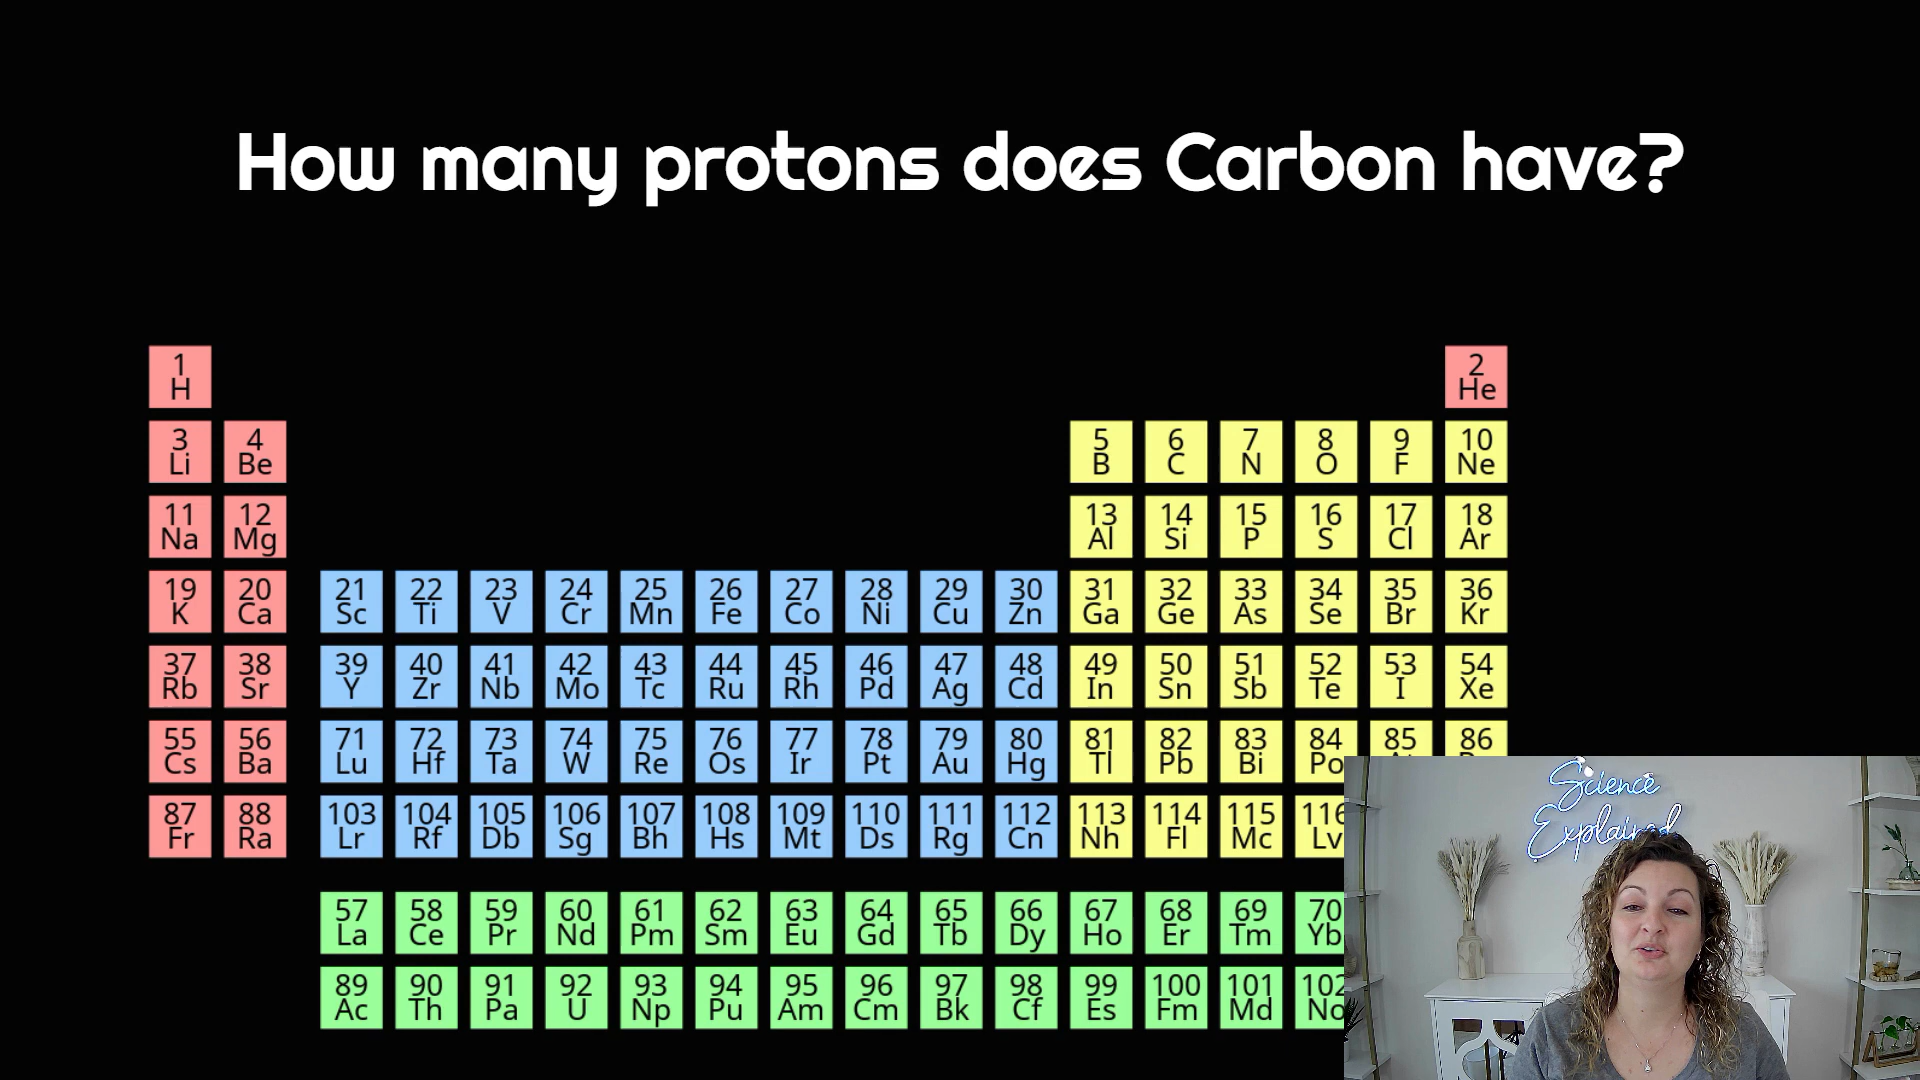 How many protons does Carbon have?
1 2
H He
3 4 5 6 7 8 9 10
Li Be B C N O F Ne
11 12 13 14 15 16 17 18
Na Mg Al Si P S Cl Ar
19 20 21 22 23 24 25 26 27 28 29 30 31 32 33 34 35 36
K Ca Sc Ti V Cr Mn Fe Co Ni Cu Zn Ga Ge As Se Br Kr
37 38 39 40 41 42 43 44 45 46 47 48 49 50 51 52 53 54
Rb Sr Y Zr Nb Mo Tc Ru Rh Pd Ag Cd In Sn Sb Te I Xe
55 56 71 72 73 74 75 76 77 78 79 80 81 82 83 84 85 86
Cs Ba Lu Hf Ta W Re Os Ir Pt Au Hg Tl Pb Bi Po
87 88 103 104 105 106 107 108 109 110 111 112 113 114 115 116
Fr Ra Lr Rf Db Sg Bh Hs Mt Ds Rg Cn Nh Fl Mc Lv
57 58 59 60 61 62 63 64 65 66 67 68 69 70
La Ce Pr Nd Pm Sm Eu Gd Tb Dy Ho Er Tm Yb
89 90 91 92 93 94 95 96 97 98 99 100 101 102
Ac Th Pa U Np Pu Am Cm Bk Cf Es Fm Md No
Science
Explained